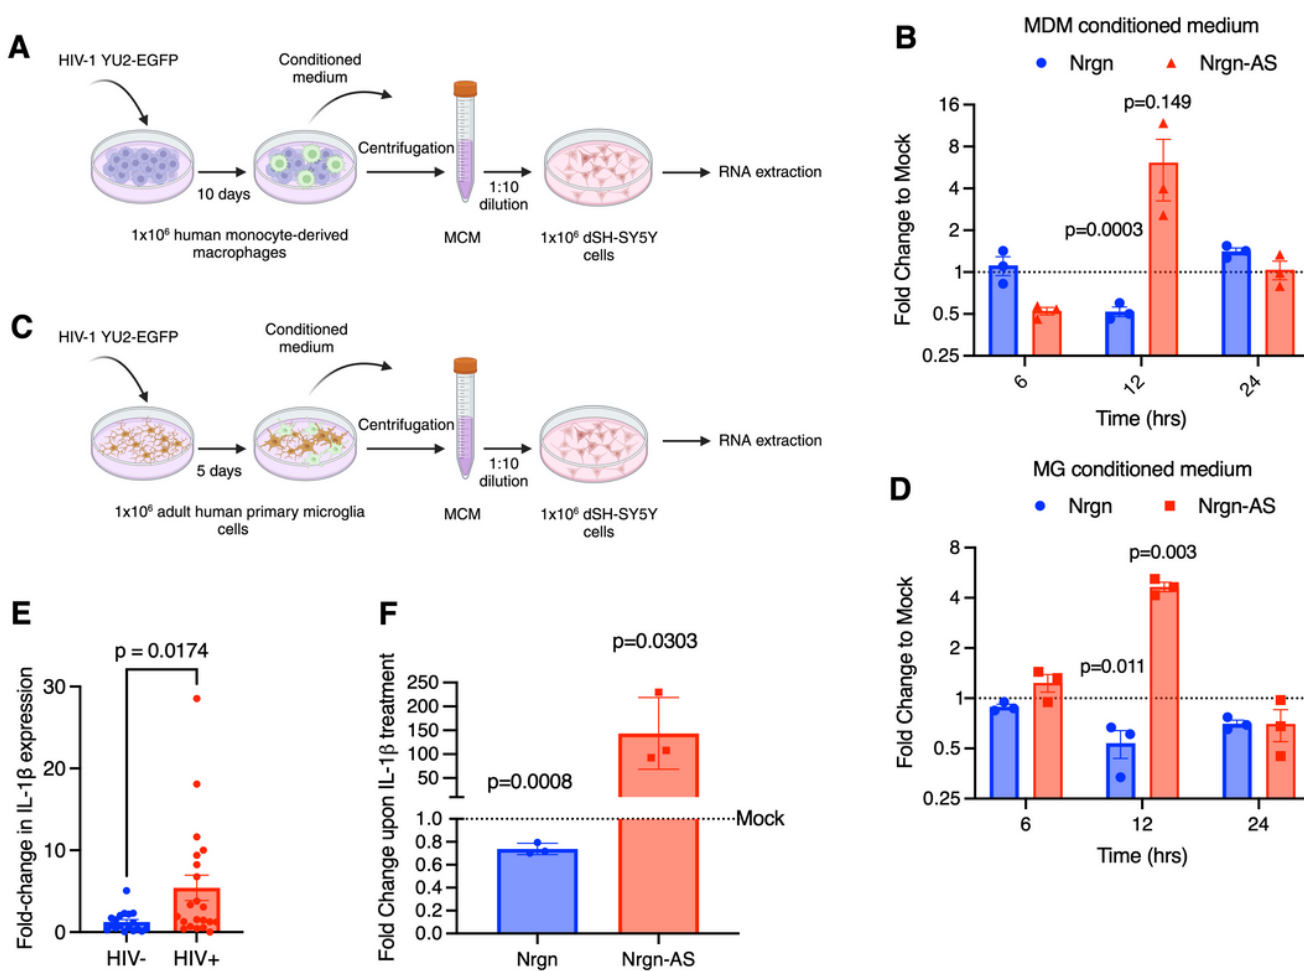 A
HIV-1 YU2-EGFP
Conditioned
medium
Centrifugation
10 days
1:10
dilution
RNA extraction
1x10⁶ human monocyte-derived
macrophages
MCM
1x10⁶ dSH-SY5Y
cells
B
MDM conditioned medium
Nrgn
Nrgn-AS
Fold Change to Mock
16
8
4
2
1
0.5
0.25
p=0.149
p=0.0003
6
12
24
Time (hrs)
C
HIV-1 YU2-EGFP
Conditioned
medium
Centrifugation
5 days
1:10
dilution
RNA extraction
1x10⁶ adult human primary microglia
cells
MCM
1x10⁶ dSH-SY5Y
cells
D
MG conditioned medium
Nrgn
Nrgn-AS
Fold Change to Mock
8
4
2
1
0.5
0.25
p=0.003
p=0.011
6
12
24
Time (hrs)
E
Fold-change in IL-1β expression
p = 0.0174
30
20
10
0
HIV-
HIV+
F
Fold Change upon IL-1β treatment
p=0.0303
p=0.0008
250
200
150
100
50
1.0
0.8
0.6
0.4
0.2
0.0
Mock
Nrgn
Nrgn-AS